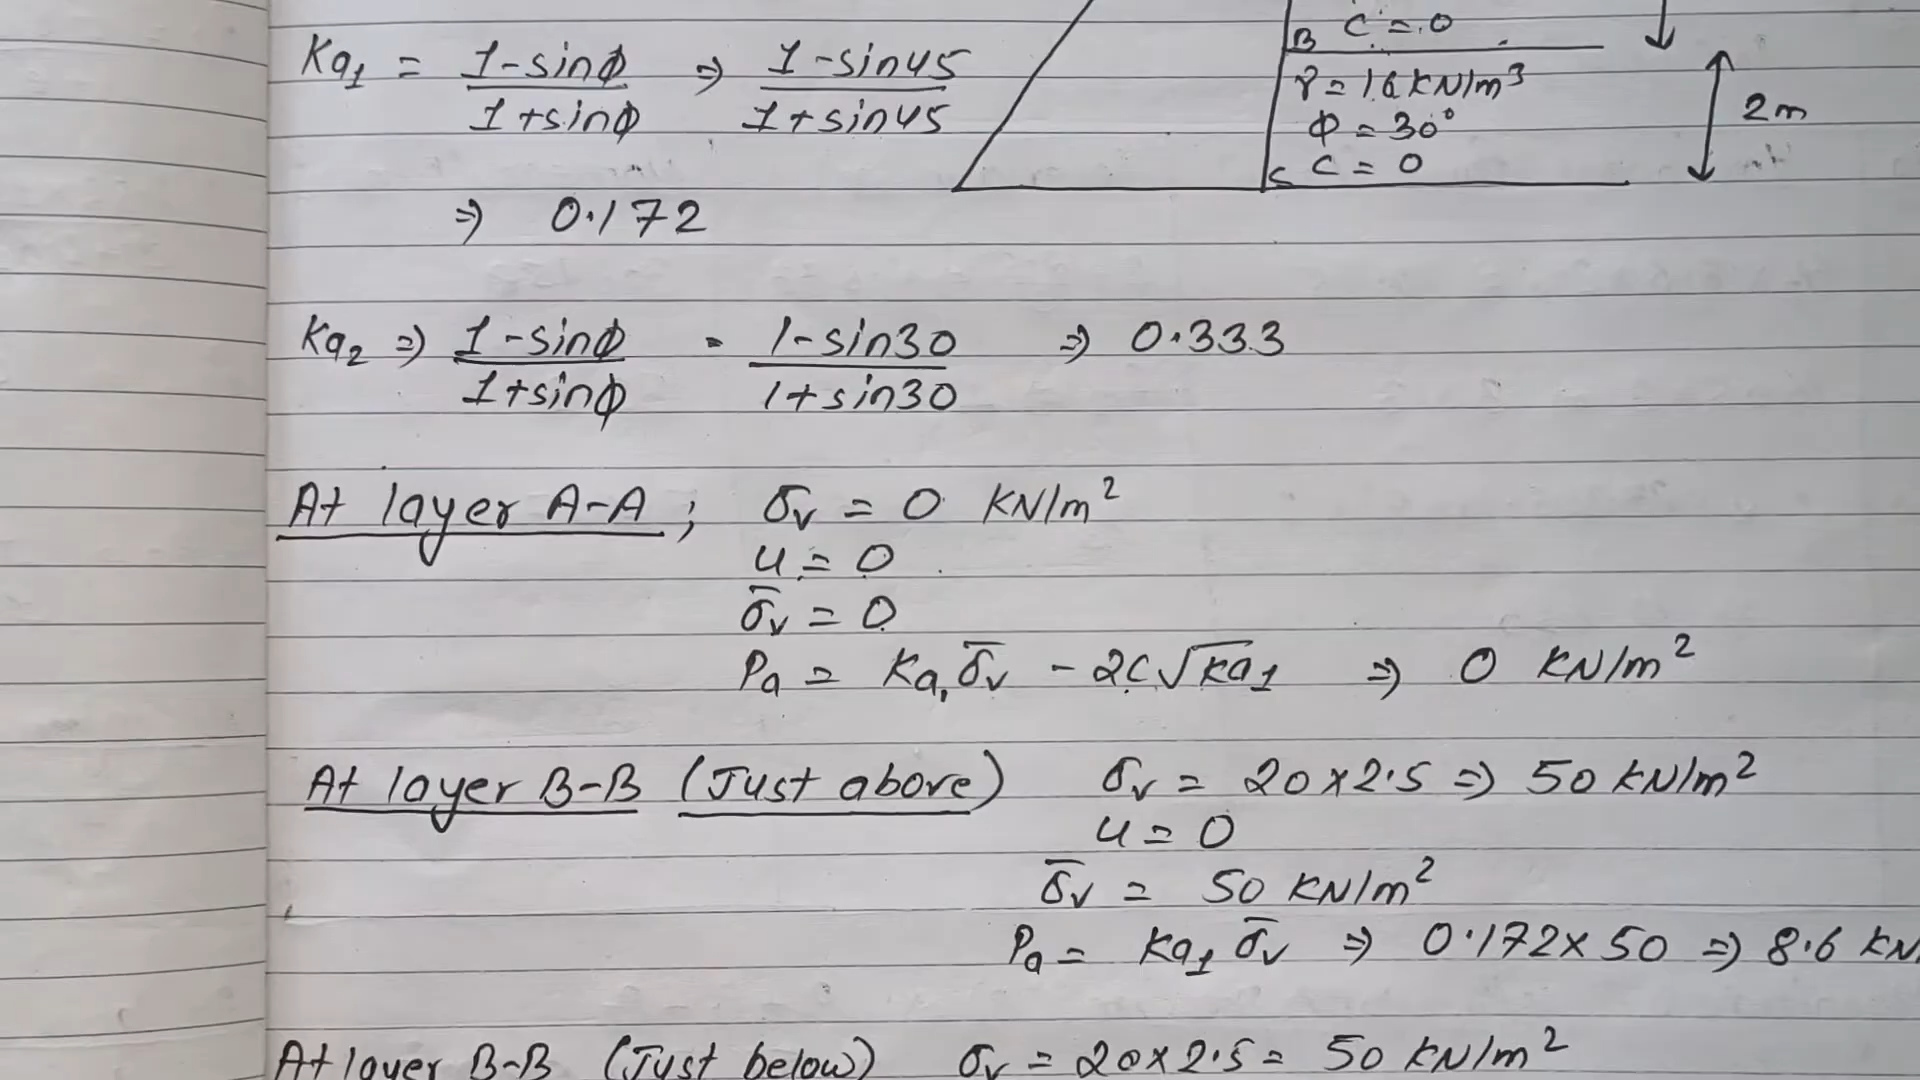 Ka1 = 1-sinφ / 1+sinφ ⇒ 1-sin45 / 1+sin45
⇒ 0.172
B C = 0
γ = 16 KN/m³
φ = 30°
C = 0
C
2m
Ka2 ⇒ 1-sinφ / 1+sinφ = 1-sin30 / 1+sin30 ⇒ 0.333
At layer A-A ; σv = 0 KN/m²
u = 0
σ̄v = 0
Pa = Ka1 σ̄v - 2C√Ka1 ⇒ 0 KN/m²
At layer B-B (Just above) σv = 20×2.5 ⇒ 50 KN/m²
u = 0
σ̄v = 50 KN/m²
Pa = Ka1 σ̄v ⇒ 0.172×50 ⇒ 8.6 KN
At layer B-B (Just below) σv = 20×2.5 = 50 KN/m²